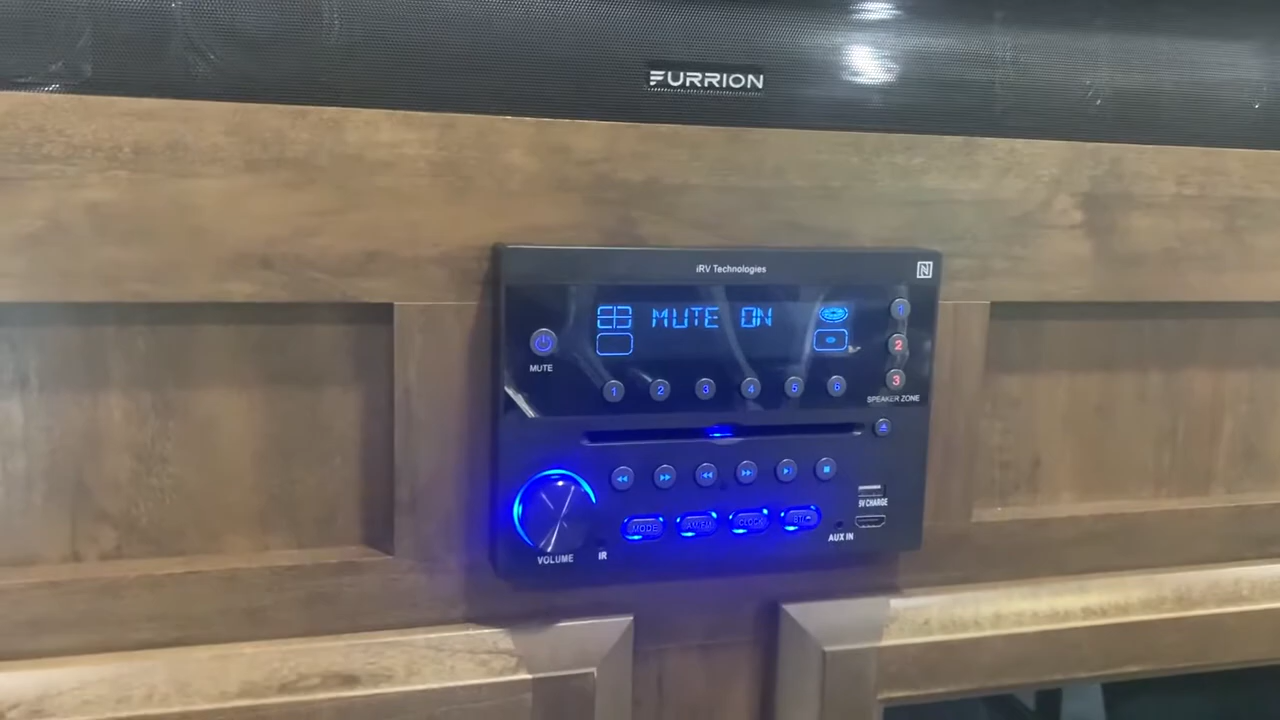 FURRION
iRV Technologies
MUTE ON
MUTE
1
2
3
4
5
6
1
2
3
SPEAKER ZONE
5V CHARGE
MODE
AM/FM
CLOCK
BT/
AUX IN
VOLUME
IR